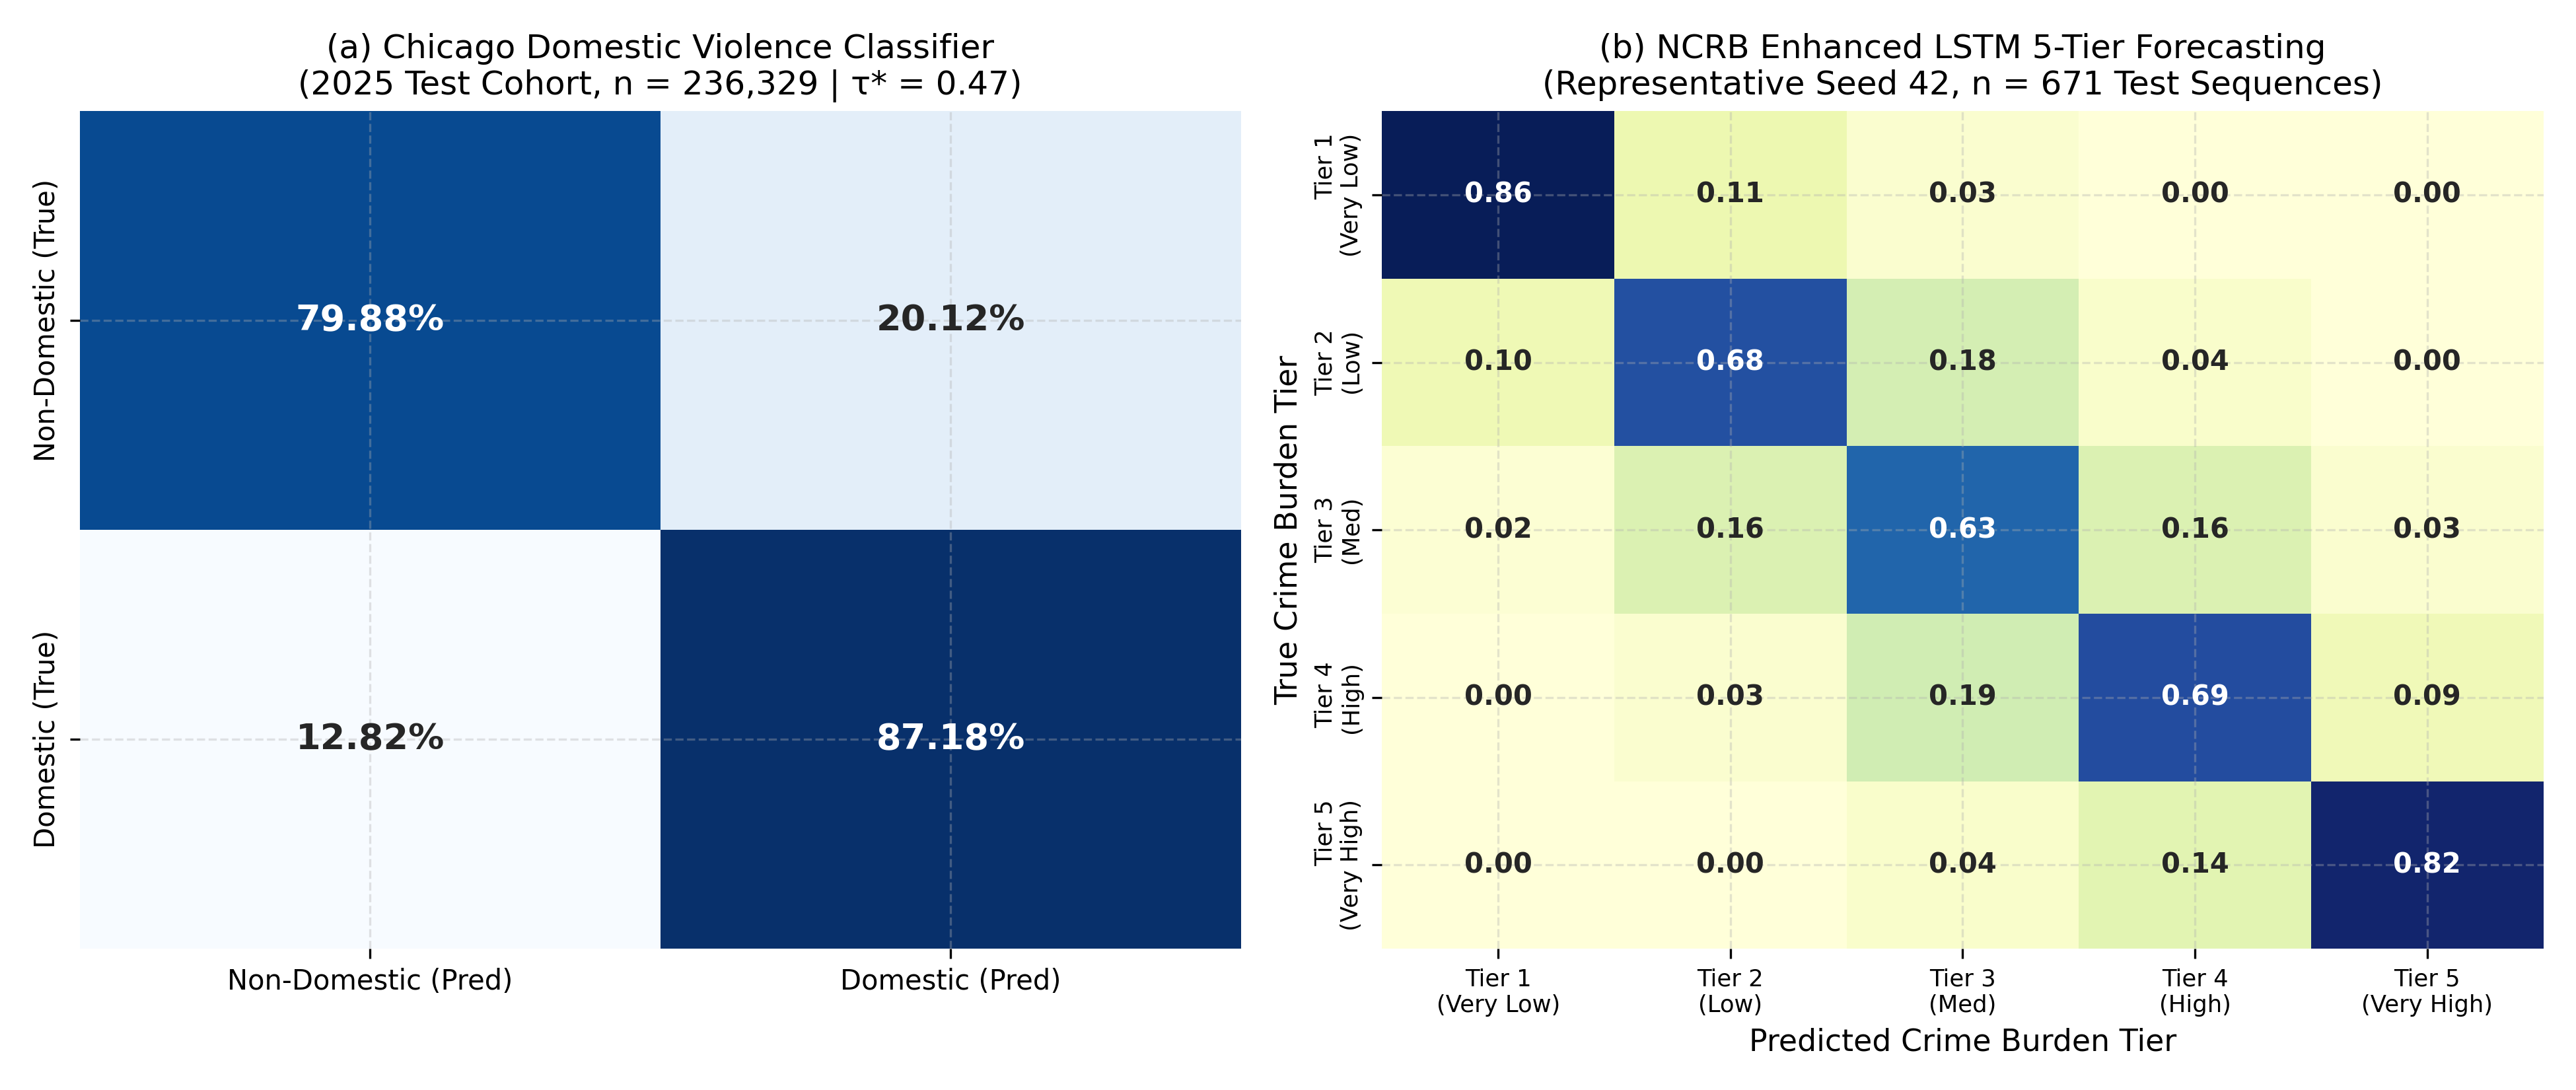 (a) Chicago Domestic Violence Classifier
(2025 Test Cohort, n = 236,329 | τ* = 0.47)
Non-Domestic (True)
79.88%
20.12%
Domestic (True)
12.82%
87.18%
Non-Domestic (Pred)
Domestic (Pred)
(b) NCRB Enhanced LSTM 5-Tier Forecasting
(Representative Seed 42, n = 671 Test Sequences)
True Crime Burden Tier
Tier 1
(Very Low)
0.86
0.11
0.03
0.00
0.00
Tier 2
(Low)
0.10
0.68
0.18
0.04
0.00
Tier 3
(Med)
0.02
0.16
0.63
0.16
0.03
Tier 4
(High)
0.00
0.03
0.19
0.69
0.09
Tier 5
(Very High)
0.00
0.00
0.04
0.14
0.82
Tier 1
(Very Low)
Tier 2
(Low)
Tier 3
(Med)
Tier 4
(High)
Tier 5
(Very High)
Predicted Crime Burden Tier